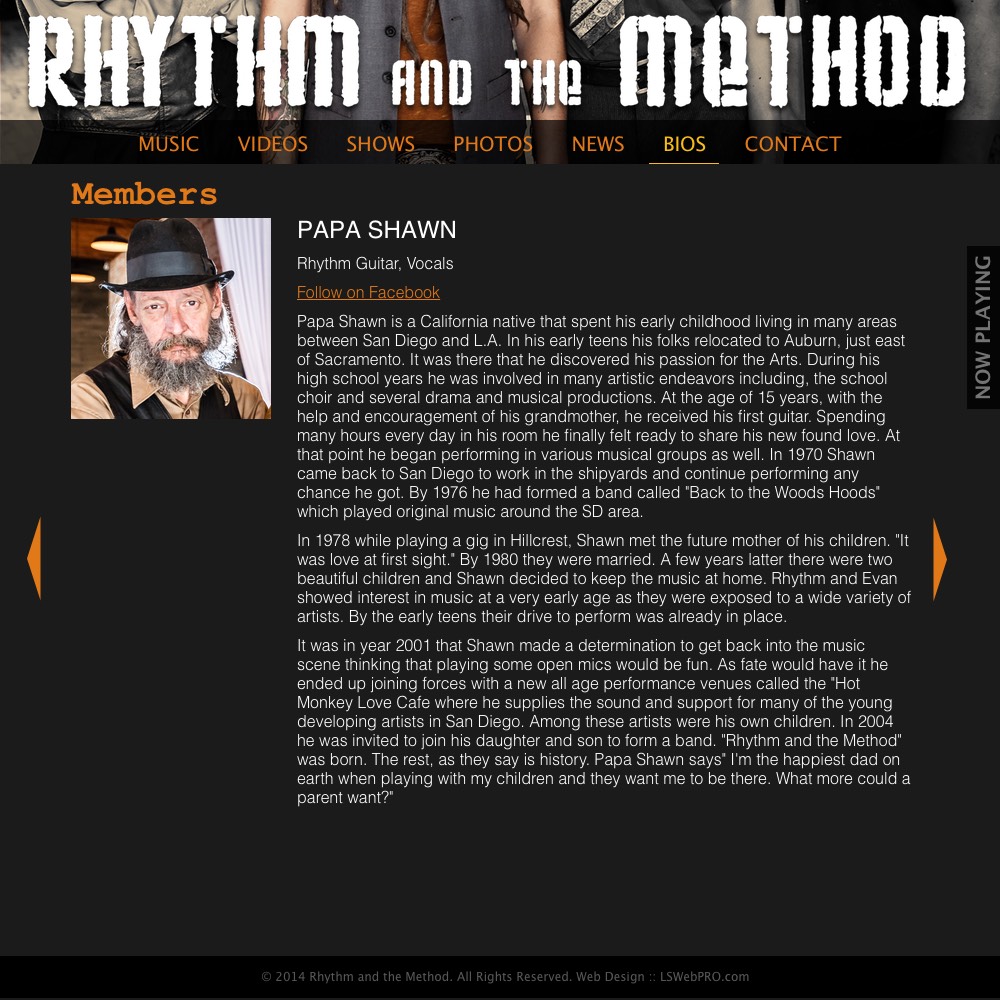 RHYTHM AND THE METHOD
MUSIC VIDEOS SHOWS PHOTOS NEWS BIOS CONTACT
Members
PAPA SHAWN
Rhythm Guitar, Vocals
Follow on Facebook
Papa Shawn is a California native that spent his early childhood living in many areas
between San Diego and L.A. In his early teens his folks relocated to Auburn, just east
of Sacramento. It was there that he discovered his passion for the Arts. During his
high school years he was involved in many artistic endeavors including, the school
choir and several drama and musical productions. At the age of 15 years, with the
help and encouragement of his grandmother, he received his first guitar. Spending
many hours every day in his room he finally felt ready to share his new found love. At
that point he began performing in various musical groups as well. In 1970 Shawn
came back to San Diego to work in the shipyards and continue performing any
chance he got. By 1976 he had formed a band called "Back to the Woods Hoods"
which played original music around the SD area.
In 1978 while playing a gig in Hillcrest, Shawn met the future mother of his children. "It
was love at first sight." By 1980 they were married. A few years latter there were two
beautiful children and Shawn decided to keep the music at home. Rhythm and Evan
showed interest in music at a very early age as they were exposed to a wide variety of
artists. By the early teens their drive to perform was already in place.
It was in year 2001 that Shawn made a determination to get back into the music
scene thinking that playing some open mics would be fun. As fate would have it he
ended up joining forces with a new all age performance venues called the "Hot
Monkey Love Cafe where he supplies the sound and support for many of the young
developing artists in San Diego. Among these artists were his own children. In 2004
he was invited to join his daughter and son to form a band. "Rhythm and the Method"
was born. The rest, as they say is history. Papa Shawn says" I'm the happiest dad on
earth when playing with my children and they want me to be there. What more could a
parent want?"
NOW PLAYING
© 2014 Rhythm and the Method. All Rights Reserved. Web Design :: LSWebPRO.com